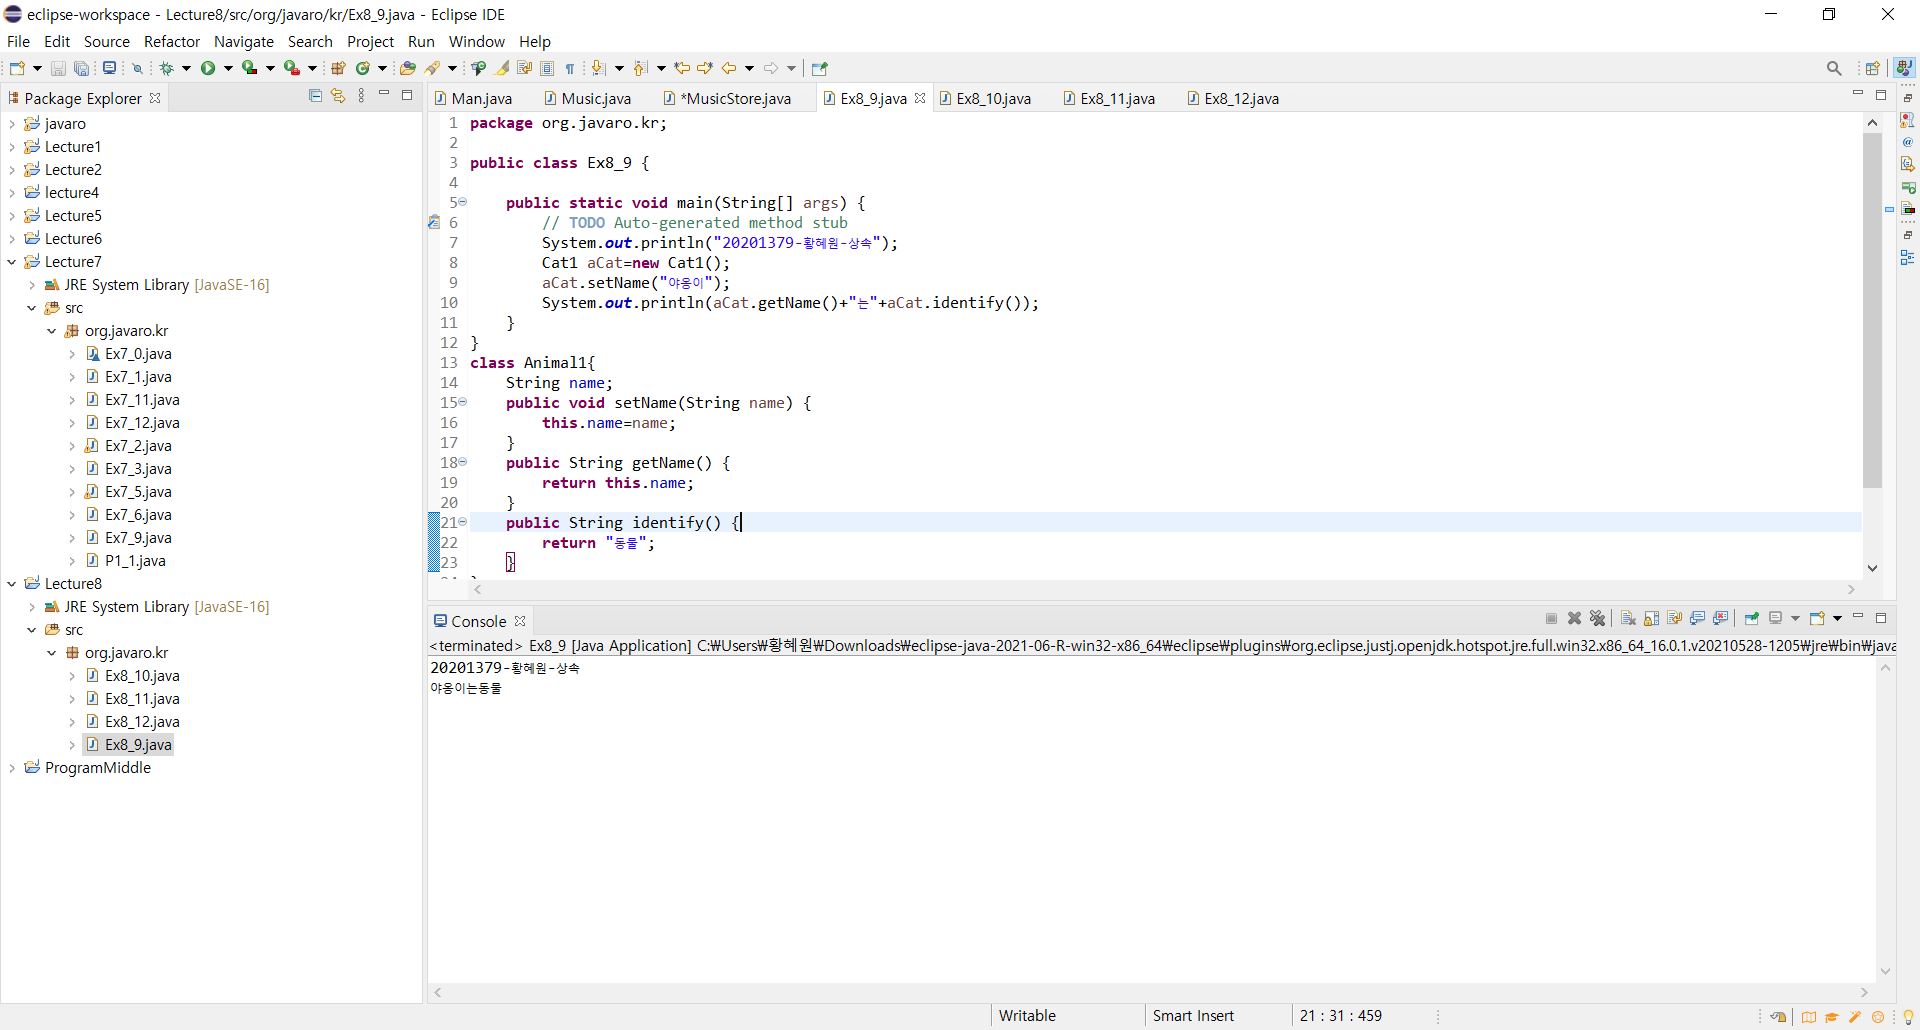 eclipse-workspace - Lecture8/src/org/javaro/kr/Ex8_9.java - Eclipse IDE
File Edit Source Refactor Navigate Search Project Run Window Help
Package Explorer
javaro
Lecture1
Lecture2
lecture4
Lecture5
Lecture6
Lecture7
JRE System Library [JavaSE-16]
src
org.javaro.kr
Ex7_0.java
Ex7_1.java
Ex7_11.java
Ex7_12.java
Ex7_2.java
Ex7_3.java
Ex7_5.java
Ex7_6.java
Ex7_9.java
P1_1.java
Lecture8
JRE System Library [JavaSE-16]
src
org.javaro.kr
Ex8_10.java
Ex8_11.java
Ex8_12.java
Ex8_9.java
ProgramMiddle
Man.java Music.java *MusicStore.java Ex8_9.java Ex8_10.java Ex8_11.java Ex8_12.java
1 package org.javaro.kr;
2
3 public class Ex8_9 {
4
5 public static void main(String[] args) {
6 // TODO Auto-generated method stub
7 System.out.println("20201379-황혜원-상속");
8 Cat1 aCat=new Cat1();
9 aCat.setName("야옹이");
10 System.out.println(aCat.getName()+"는"+aCat.identify());
11 }
12 }
13 class Animal1{
14 String name;
15 public void setName(String name) {
16 this.name=name;
17 }
18 public String getName() {
19 return this.name;
20 }
21 public String identify() {
22 return "동물";
23 }
Console
<terminated> Ex8_9 [Java Application] C:₩Users₩황혜원₩Downloads₩eclipse-java-2021-06-R-win32-x86_64₩eclipse₩plugins₩org.eclipse.justj.openjdk.hotspot.jre.full.win32.x86_64_16.0.1.v20210528-1205₩jre₩bin₩java
20201379-황혜원-상속
야옹이는동물
Writable Smart Insert 21 : 31 : 459